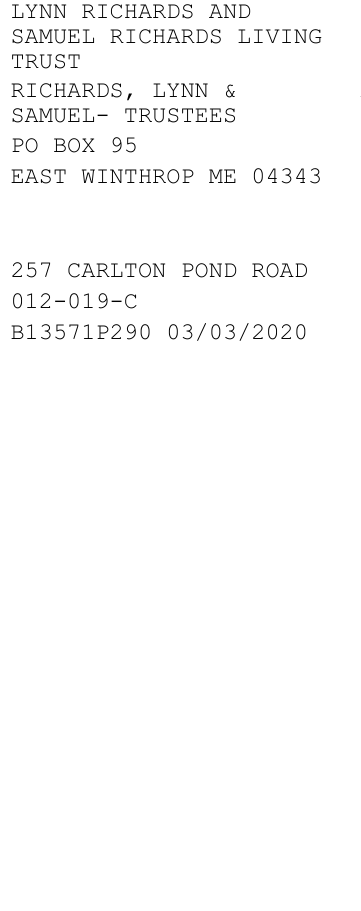 LYNN RICHARDS AND
SAMUEL RICHARDS LIVING
TRUST
RICHARDS, LYNN &
SAMUEL- TRUSTEES
PO BOX 95
EAST WINTHROP ME 04343
257 CARLTON POND ROAD
012-019-C
B13571P290 03/03/2020